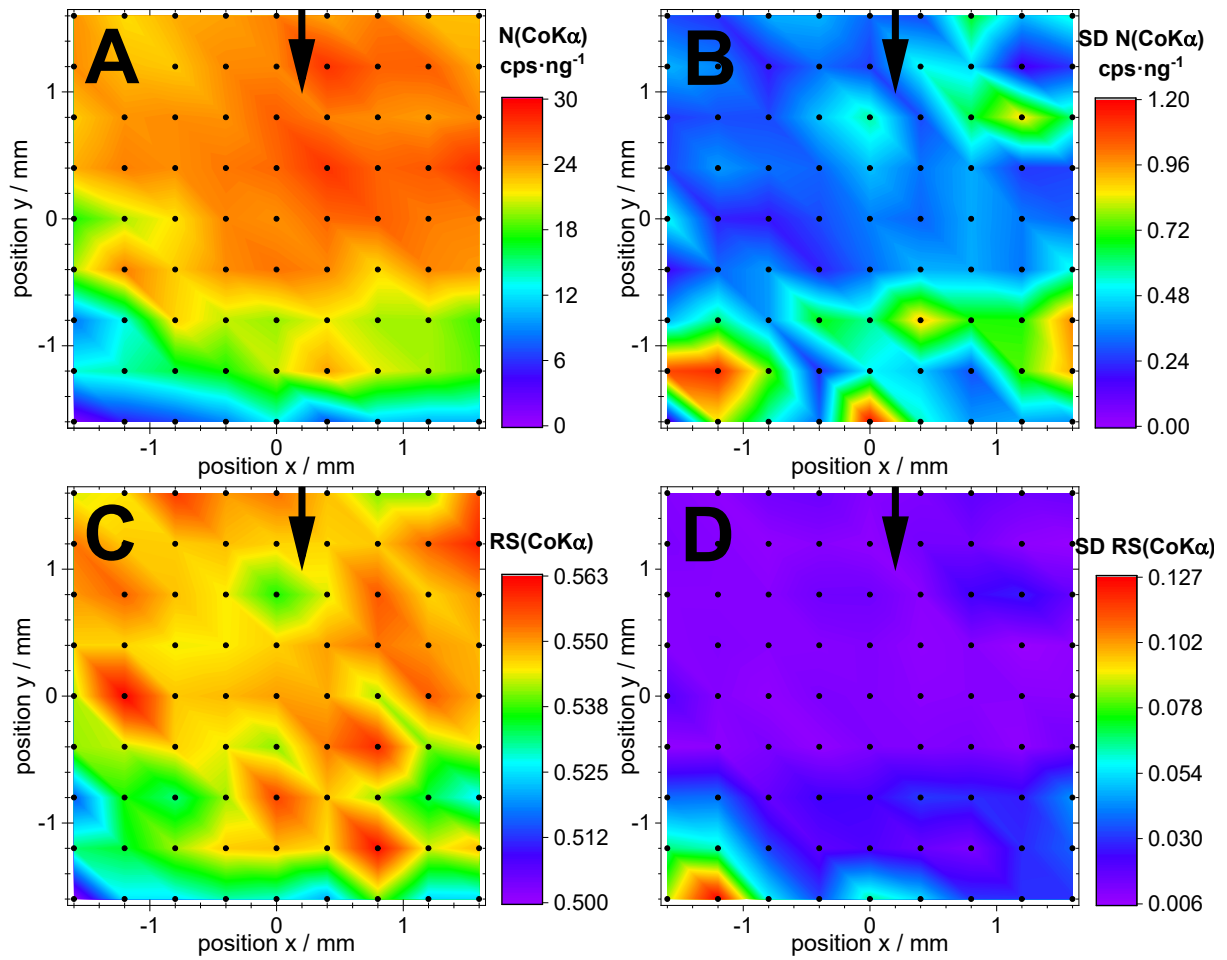 A
N(CoKα)
cps·ng⁻¹
30
24
18
12
6
0
1
0
-1
-1
0
1
position y / mm
position x / mm
B
SD N(CoKα)
cps·ng⁻¹
1.20
0.96
0.72
0.48
0.24
0.00
1
0
-1
-1
0
1
position y / mm
position x / mm
C
RS(CoKα)
0.563
0.550
0.538
0.525
0.512
0.500
1
0
-1
-1
0
1
position y / mm
position x / mm
D
SD RS(CoKα)
0.127
0.102
0.078
0.054
0.030
0.006
1
0
-1
-1
0
1
position y / mm
position x / mm